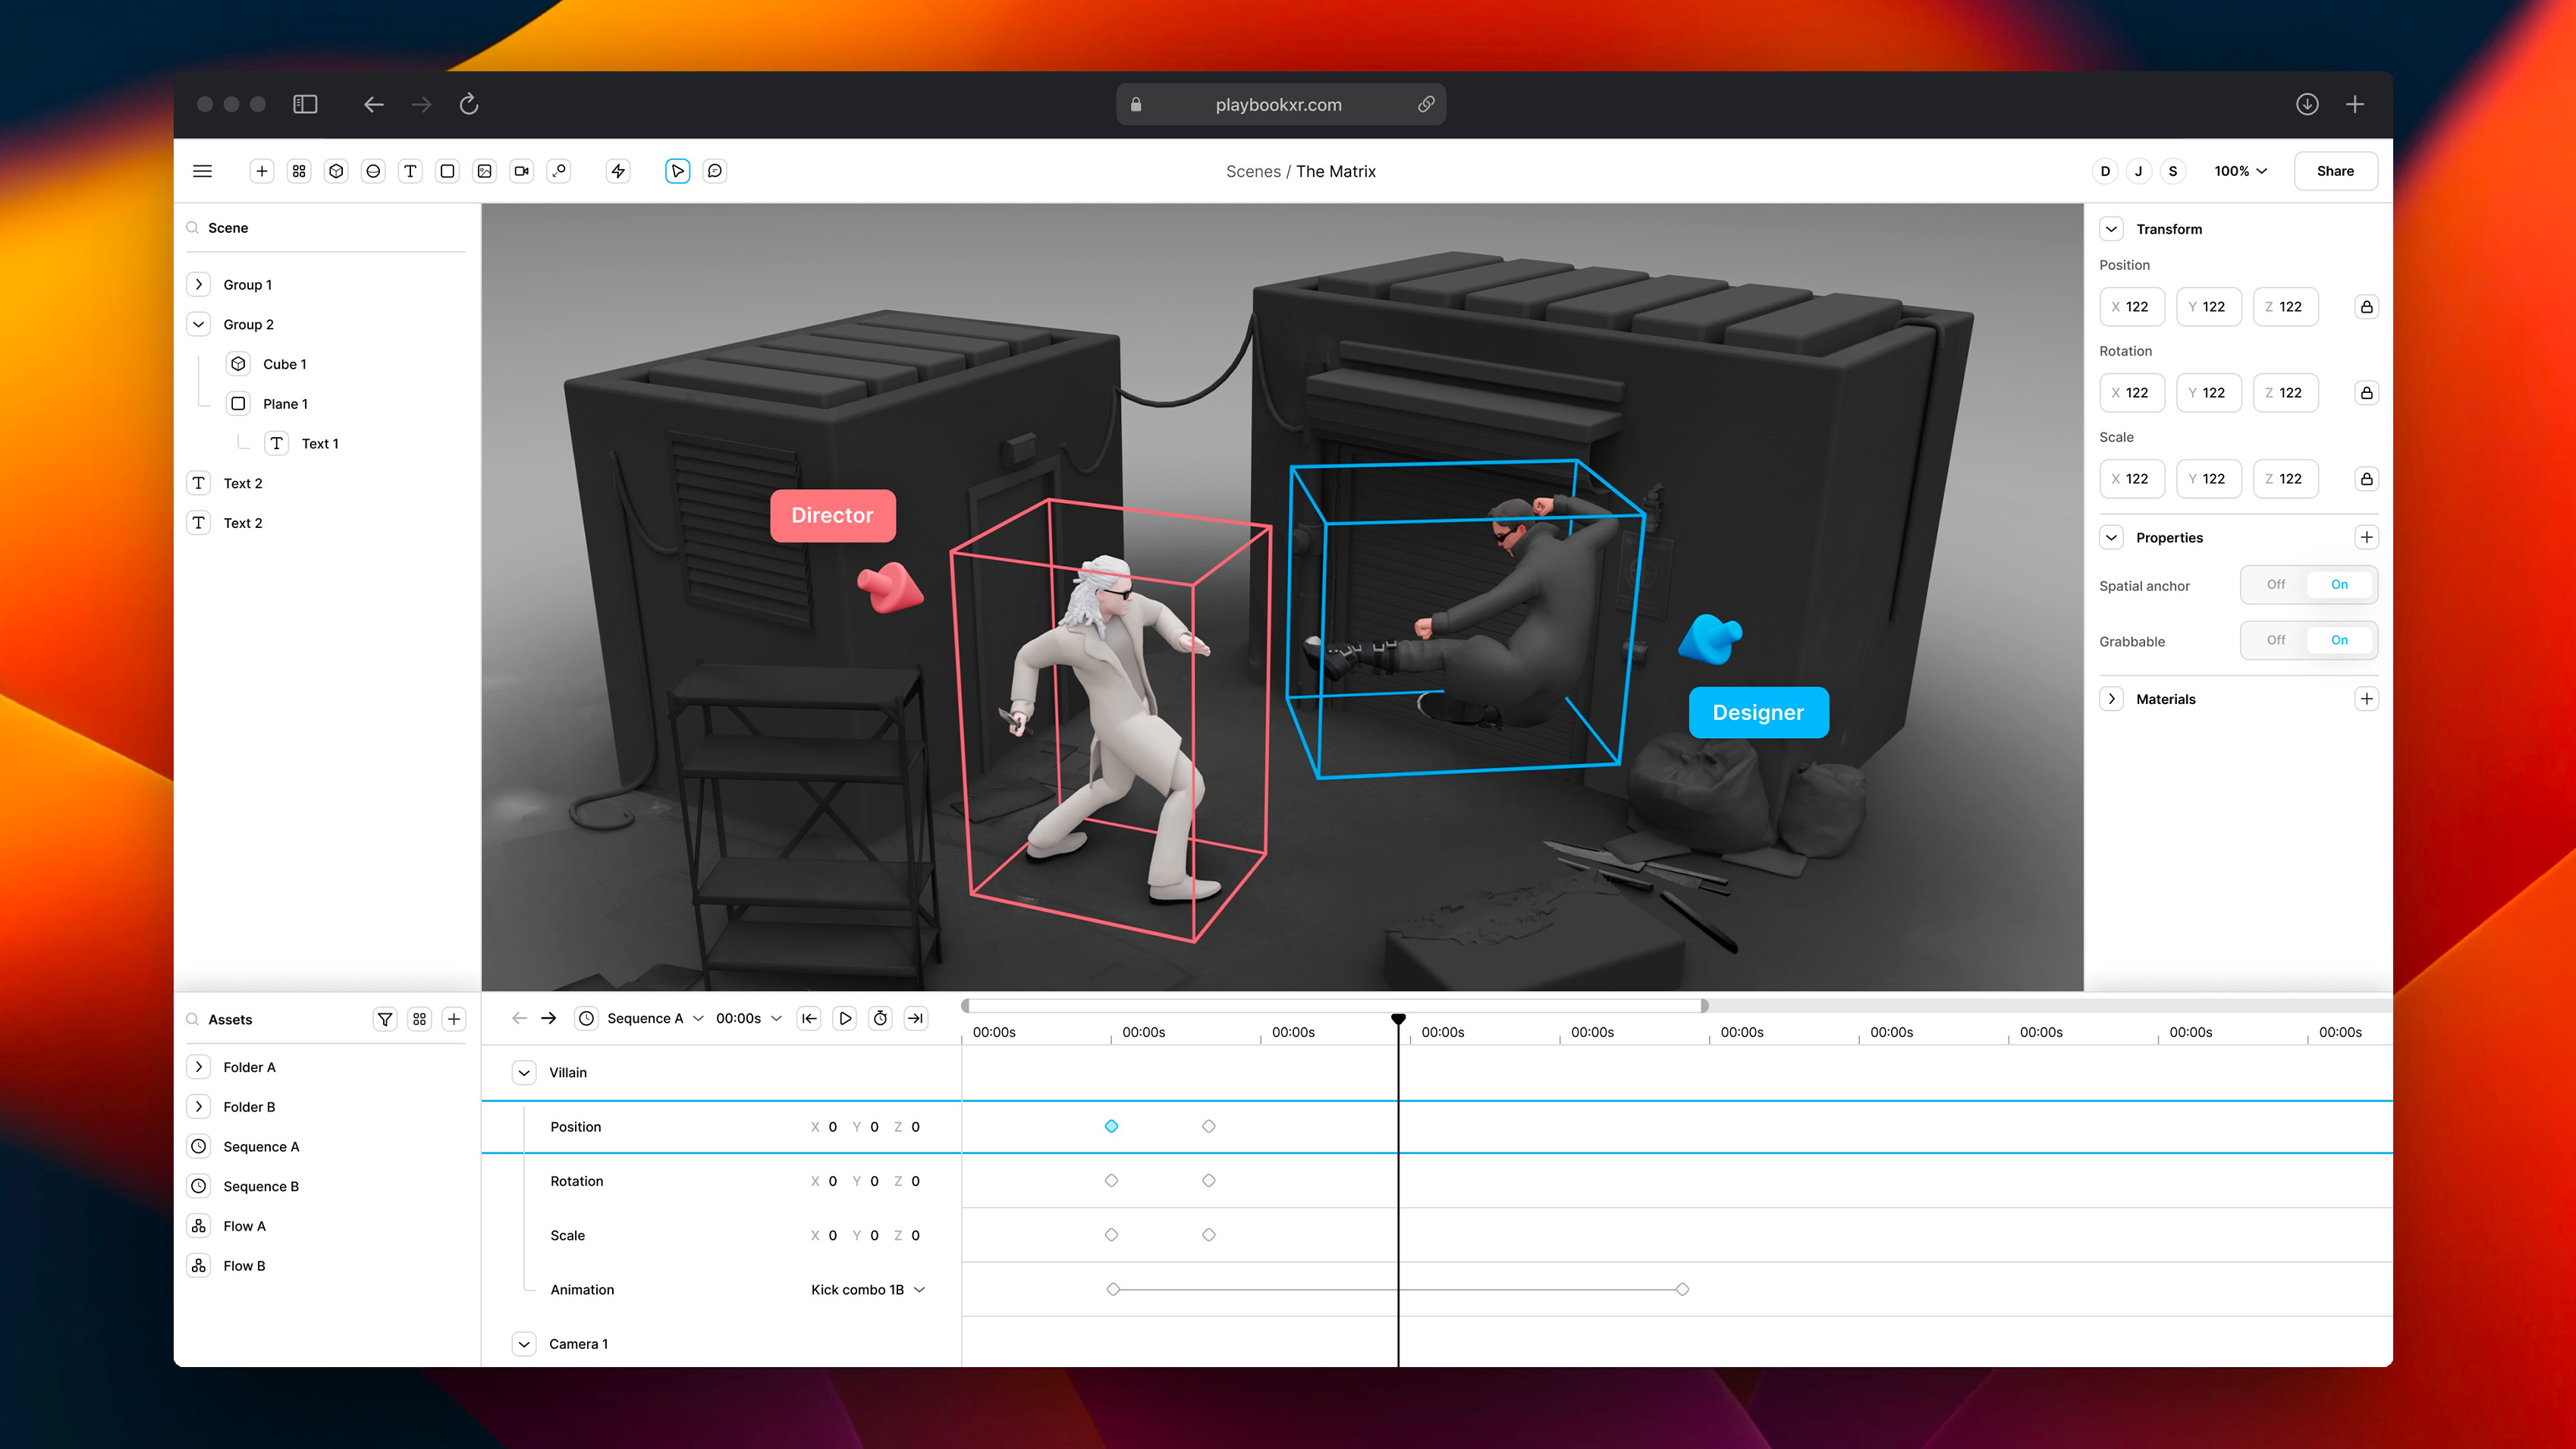 playbookxr.com
Scenes / The Matrix
D J S 100% Share
Scene
Group 1
Group 2
Cube 1
Plane 1
Text 1
Text 2
Text 2
Director
Designer
Transform
Position
X 122 Y 122 Z 122
Rotation
X 122 Y 122 Z 122
Scale
X 122 Y 122 Z 122
Properties
Spatial anchor Off On
Grabbable Off On
Materials
Assets
Folder A
Folder B
Sequence A
Sequence B
Flow A
Flow B
Sequence A 00:00s
00:00s 00:00s 00:00s 00:00s 00:00s 00:00s 00:00s 00:00s 00:00s 00:00s
Villain
Position X 0 Y 0 Z 0
Rotation X 0 Y 0 Z 0
Scale X 0 Y 0 Z 0
Animation Kick combo 1B
Camera 1